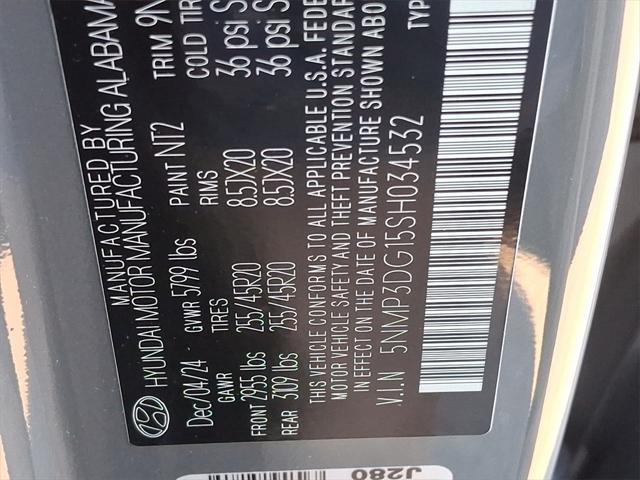 MANUFACTURED BY
HYUNDAI MOTOR MANUFACTURING ALABAMA
Dec/04/24 GVWR 5799 lbs PAINT NT2 TRIM 9
GAWR TIRES RIMS COLD TIR
FRONT 2955 lbs 255/45R20 8.5JX20 36 psi S
REAR 3109 lbs 255/45R20 8.5JX20 36 psi S
THIS VEHICLE CONFORMS TO ALL APPLICABLE U.S.A. FEDE
MOTOR VEHICLE SAFETY AND THEFT PREVENTION STANDAR
IN EFFECT ON THE DATE OF MANUFACTURE SHOWN ABO
V.I.N 5NMP3DG15SH034532 TYP
J280